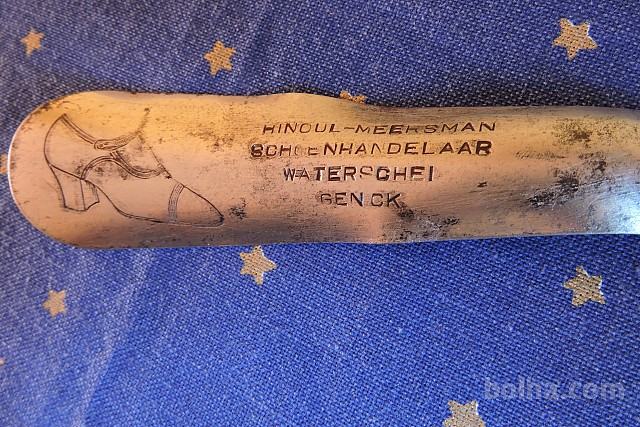 HINOUL-MEERSMAN
SCHOENHANDELAAR
WATERSCHEI
GENCK
bolha.com